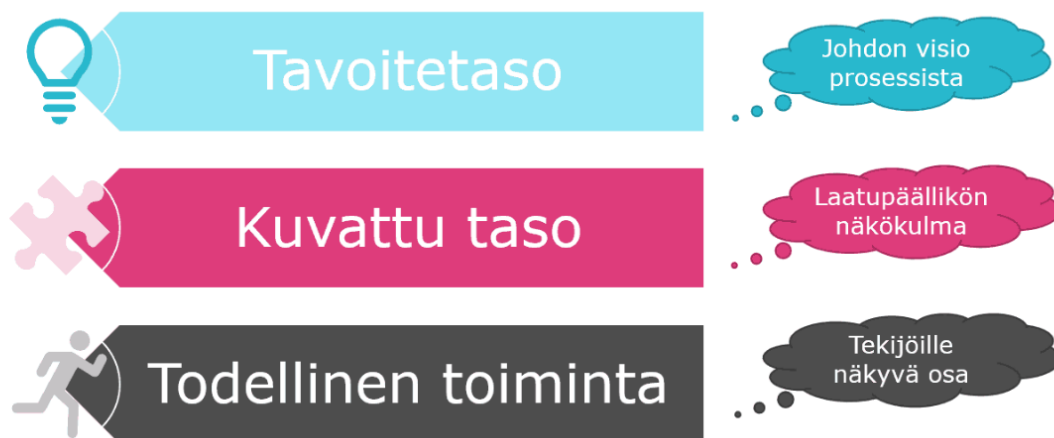 Tavoitetaso
Johdon visio
prosessista
Kuvattu taso
Laatupäällikön
näkökulma
Todellinen toiminta
Tekijöille
näkyvä osa